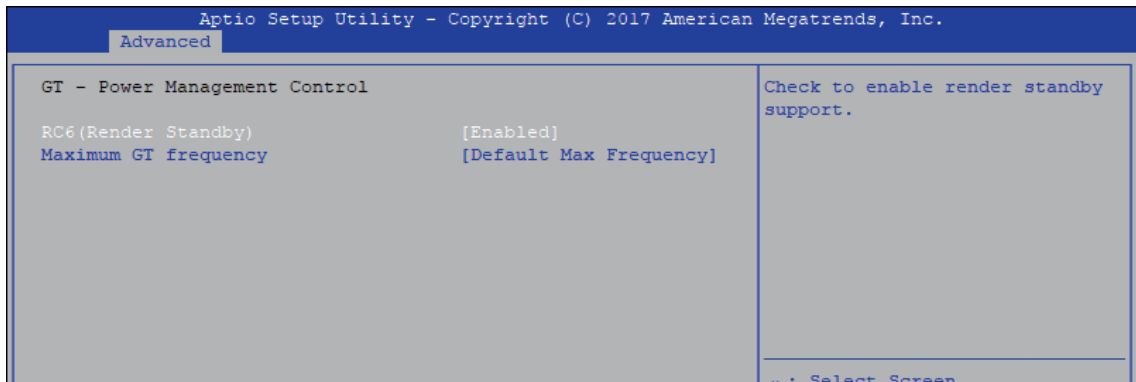 Aptio Setup Utility - Copyright (C) 2017 American Megatrends, Inc.
Advanced
GT - Power Management Control
RC6(Render Standby) [Enabled]
Maximum GT frequency [Default Max Frequency]
Check to enable render standby
support.
: Select Screen